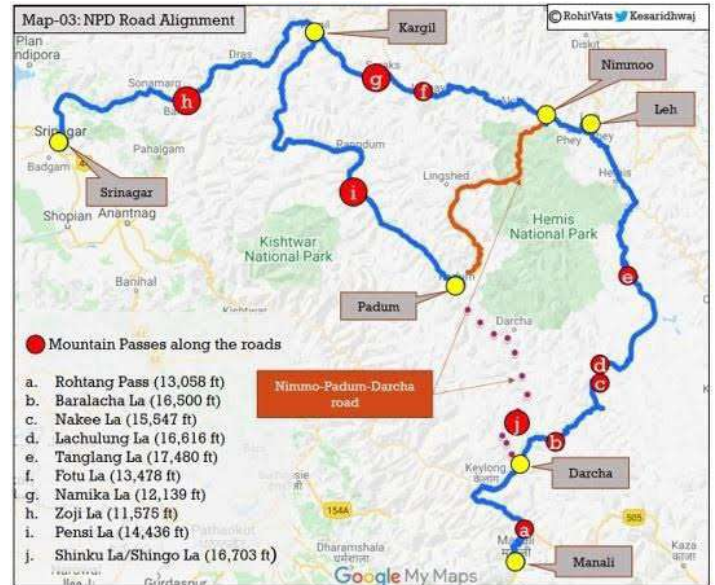 Map-03: NPD Road Alignment
©RohitVats Kesaridhwaj
Kargil
Diskit
Nimmoo
Dras
Sonamarg
g
f
h
Leh
Srinagar
Phey
Badgam
Pahalgam
Rangdum
Lingshed
Hemis
Srinagar
i
Shopian
Anantnag
Hemis
National Park
Kishtwar
National Park
e
Banihal
Padum
Darcha
Mountain Passes along the roads
d
c
Nimmo-Padum-Darcha
road
a. Rohtang Pass (13,058 ft)
b. Baralacha La (16,500 ft)
c. Nakee La (15,547 ft)
d. Lachulung La (16,616 ft)
e. Tanglang La (17,480 ft)
f. Fotu La (13,478 ft)
g. Namika La (12,139 ft)
h. Zoji La (11,575 ft)
i. Pensi La (14,436 ft)
j. Shinku La/Shingo La (16,703 ft)
j
b
Keylong
Darcha
154A
a
505
Kaza
Dharamshala
Manali
Google My Maps